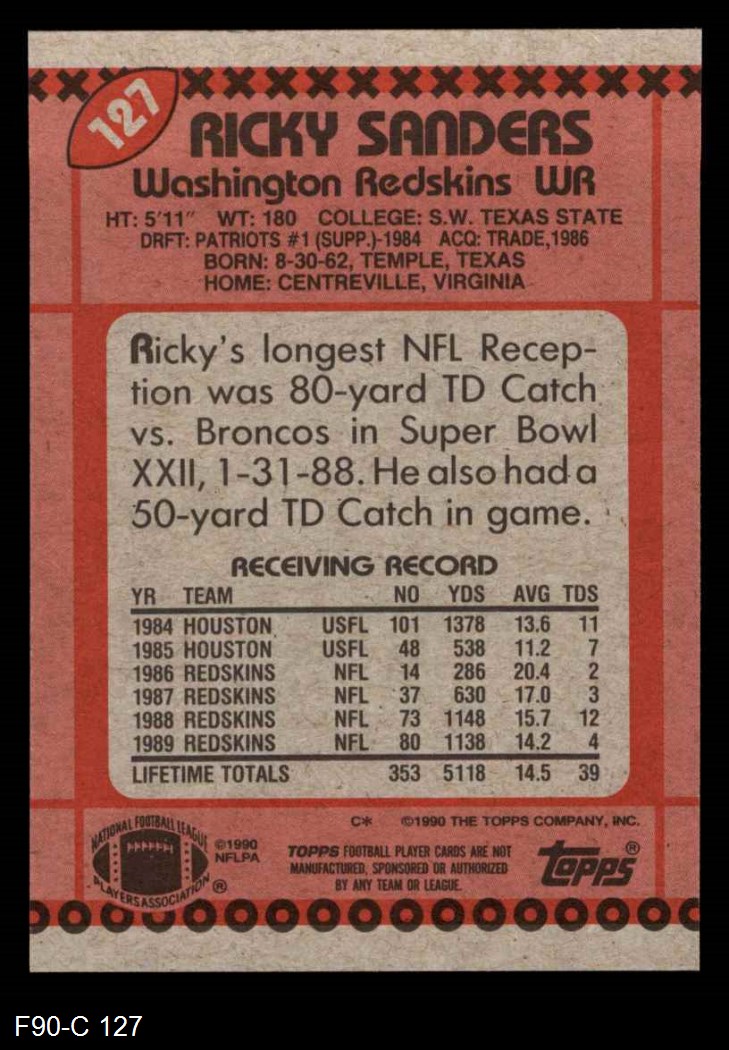 127
RICKY SANDERS
Washington Redskins WR
HT: 5'11" WT: 180 COLLEGE: S.W. TEXAS STATE
DRFT: PATRIOTS #1 (SUPP.)-1984 ACQ: TRADE,1986
BORN: 8-30-62, TEMPLE, TEXAS
HOME: CENTREVILLE, VIRGINIA
Ricky's longest NFL Recep-
tion was 80-yard TD Catch
vs. Broncos in Super Bowl
XXII, 1-31-88. He also had a
50-yard TD Catch in game.
RECEIVING RECORD
YR TEAM NO YDS AVG TDS
1984 HOUSTON USFL 101 1378 13.6 11
1985 HOUSTON USFL 48 538 11.2 7
1986 REDSKINS NFL 14 286 20.4 2
1987 REDSKINS NFL 37 630 17.0 3
1988 REDSKINS NFL 73 1148 15.7 12
1989 REDSKINS NFL 80 1138 14.2 4
LIFETIME TOTALS 353 5118 14.5 39
C* ©1990 THE TOPPS COMPANY, INC.
NATIONAL FOOTBALL LEAGUE
PLAYERS ASSOCIATION ®
©1990
NFLPA
TOPPS FOOTBALL PLAYER CARDS ARE NOT
MANUFACTURED, SPONSORED OR AUTHORIZED
BY ANY TEAM OR LEAGUE.
topps®
F90-C 127